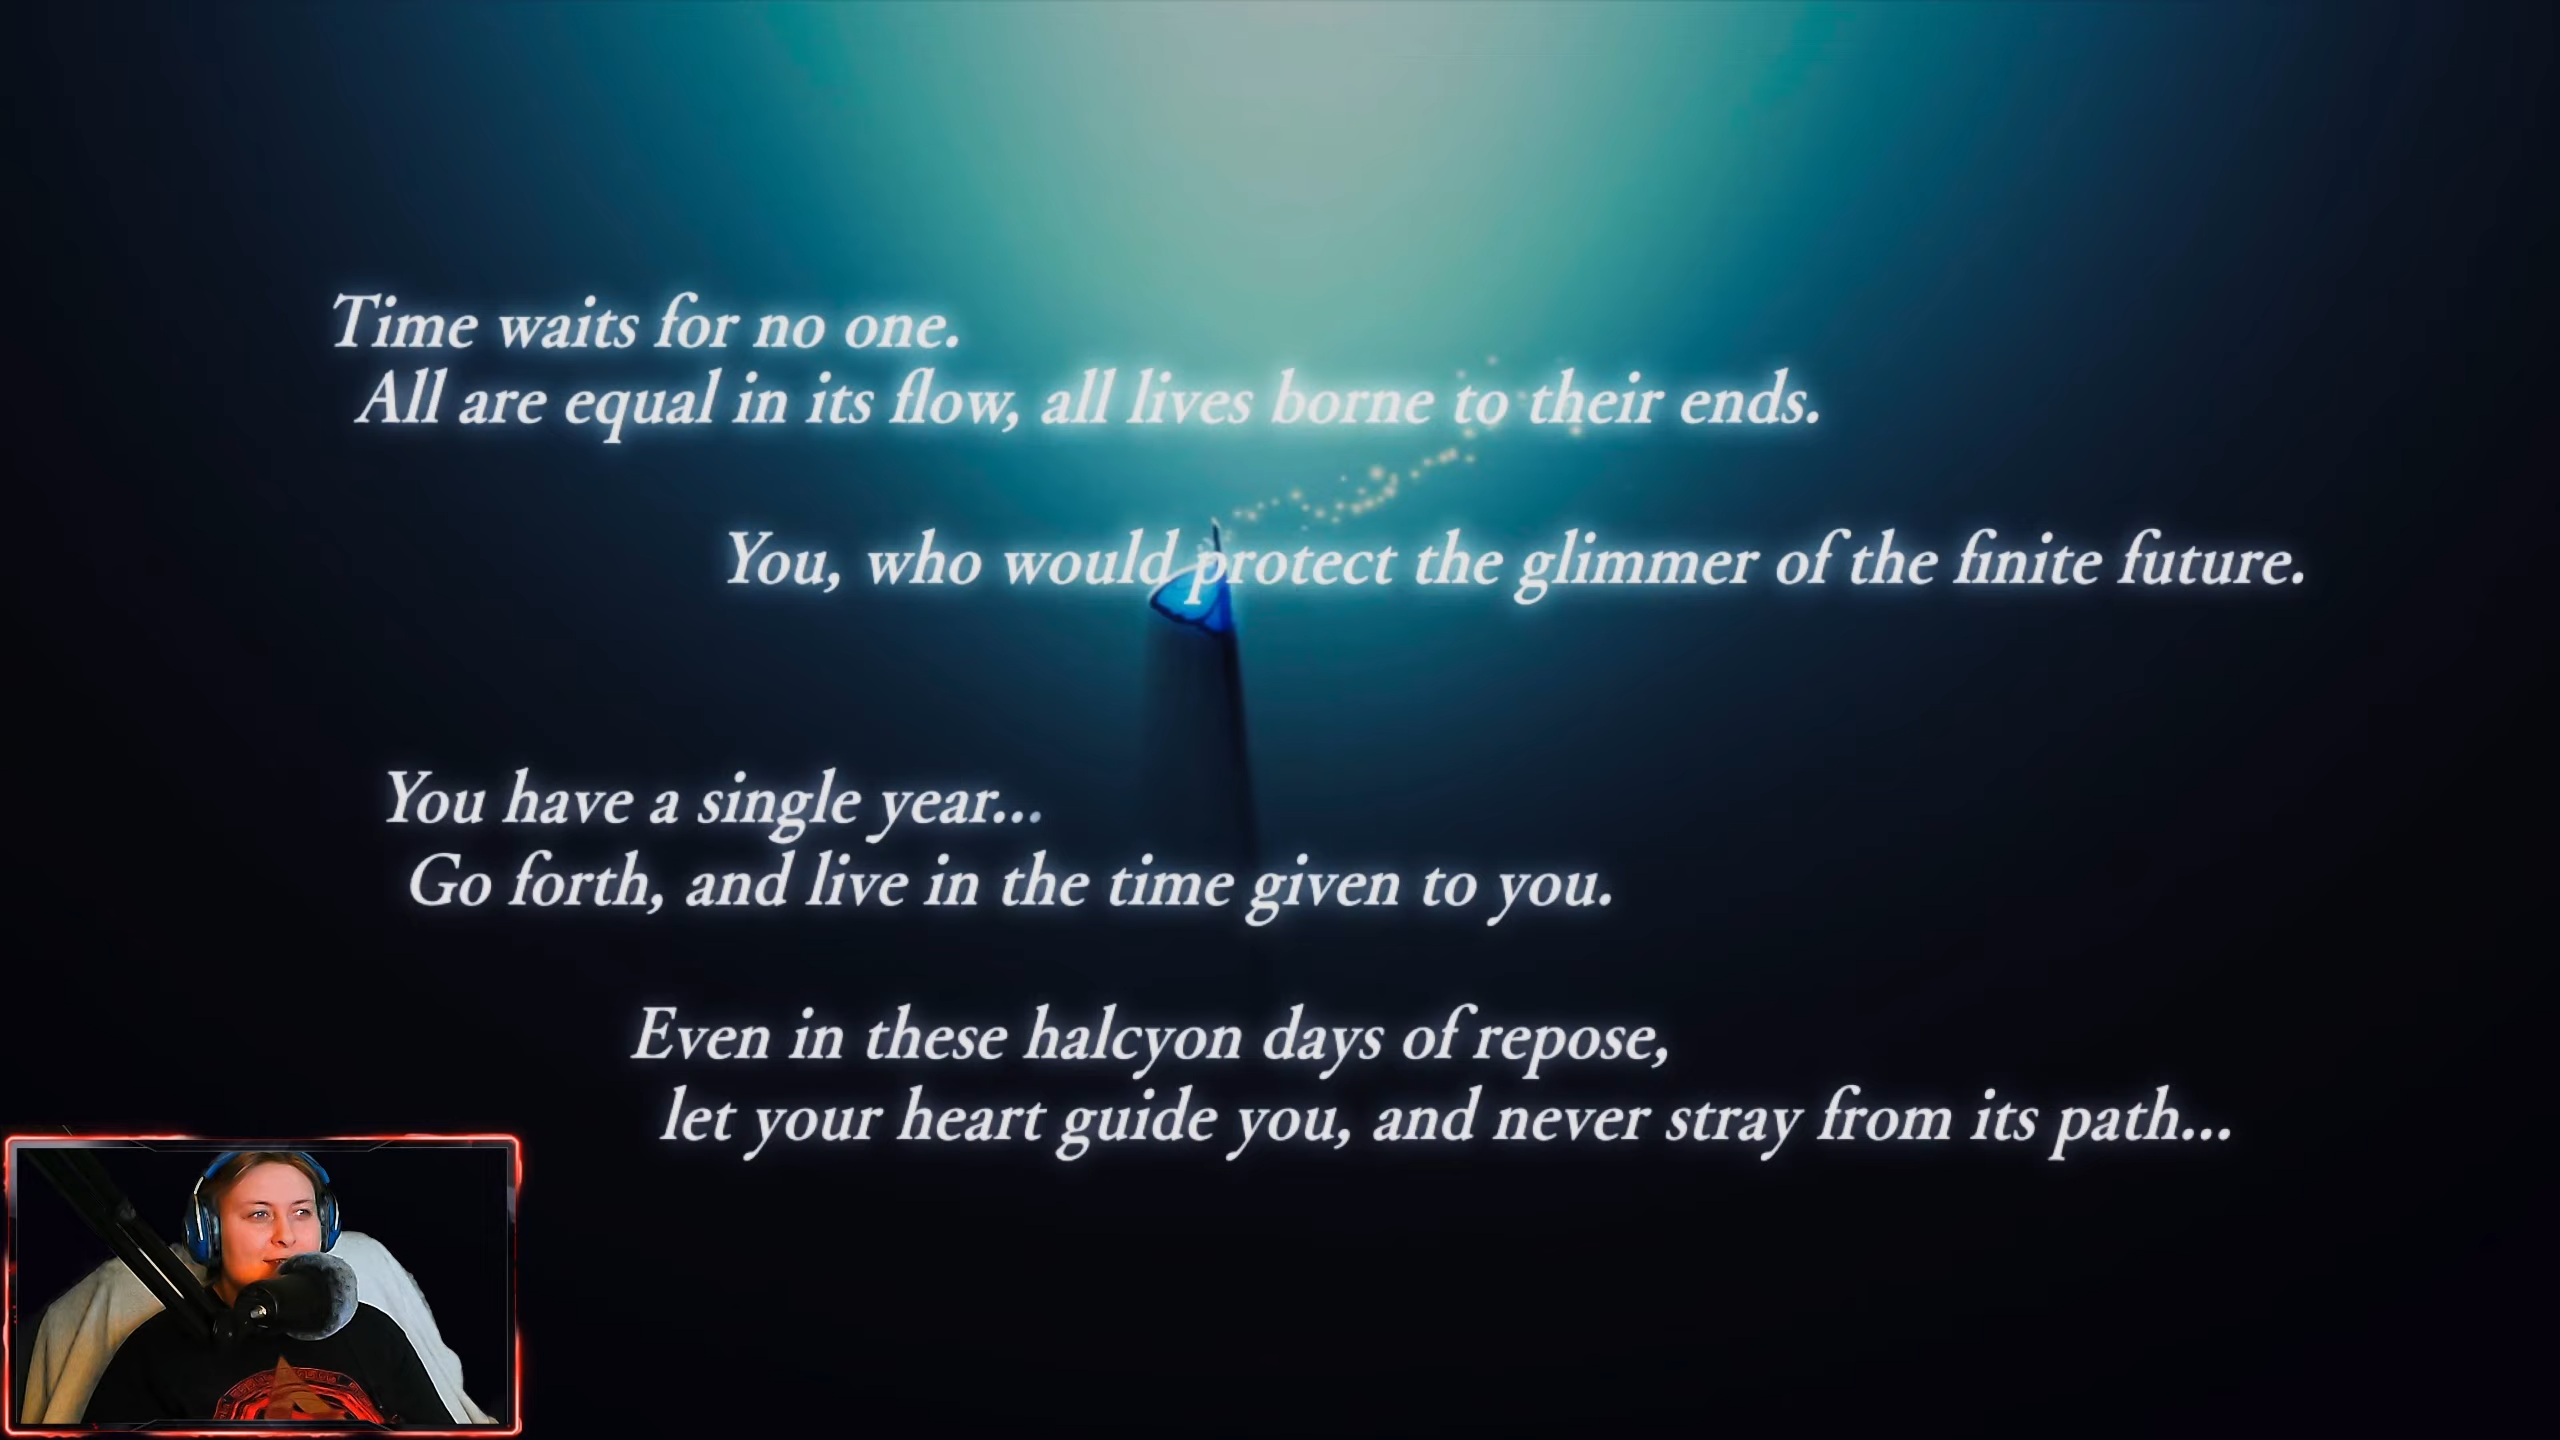 Time waits for no one.
All are equal in its flow, all lives borne to their ends.
You, who would protect the glimmer of the finite future.
You have a single year...
Go forth, and live in the time given to you.
Even in these halcyon days of repose,
let your heart guide you, and never stray from its path...